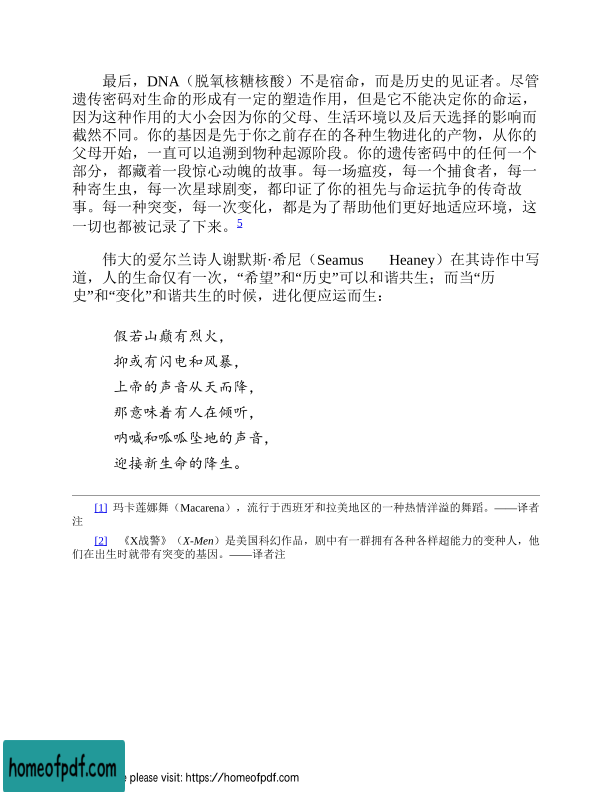 最后，DNA（脱氧核糖核酸）不是宿命，而是历史的见证者。尽管
遗传密码对生命的形成有一定的塑造作用，但是它不能决定你的命运，
因为这种作用的大小会因为你的父母、生活环境以及后天选择的影响而
截然不同。你的基因是先于你之前存在的各种生物进化的产物，从你的
父母开始，一直可以追溯到物种起源阶段。你的遗传密码中的任何一个
部分，都藏着一段惊心动魄的故事。每一场瘟疫，每一个捕食者，每一
种寄生虫，每一次星球剧变，都印证了你的祖先与命运抗争的传奇故
事。每一种突变，每一次变化，都是为了帮助他们更好地适应环境，这
一切也都被记录了下来。5
伟大的爱尔兰诗人谢默斯·希尼（Seamus Heaney）在其诗作中写
道，人的生命仅有一次，“希望”和“历史”可以和谐共生；而当“历
史”和“变化”和谐共生的时候，进化便应运而生：
假若山巅有烈火，
抑或有闪电和风暴，
上帝的声音从天而降，
那意味着有人在倾听，
呐喊和呱呱坠地的声音，
迎接新生命的降生。
[1] 玛卡莲娜舞（Macarena），流行于西班牙和拉美地区的一种热情洋溢的舞蹈。——译者
注
[2] 《X战警》（X-Men）是美国科幻作品，剧中有一群拥有各种各样超能力的变种人，他
们在出生时就带有突变的基因。——译者注
homeofpdf.com
please visit: https://homeofpdf.com